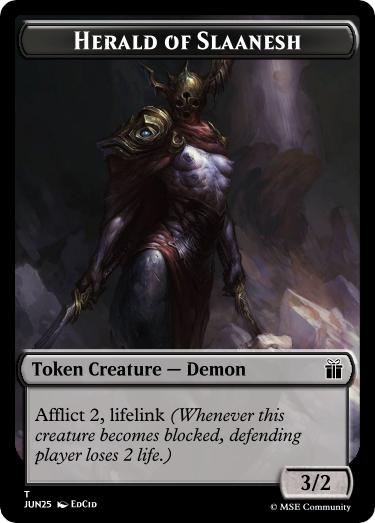 Herald of Slaanesh
Token Creature — Demon
Afflict 2, lifelink (Whenever this
creature becomes blocked, defending
player loses 2 life.)
3/2
T
JUN25 EdCid
© MSE Community